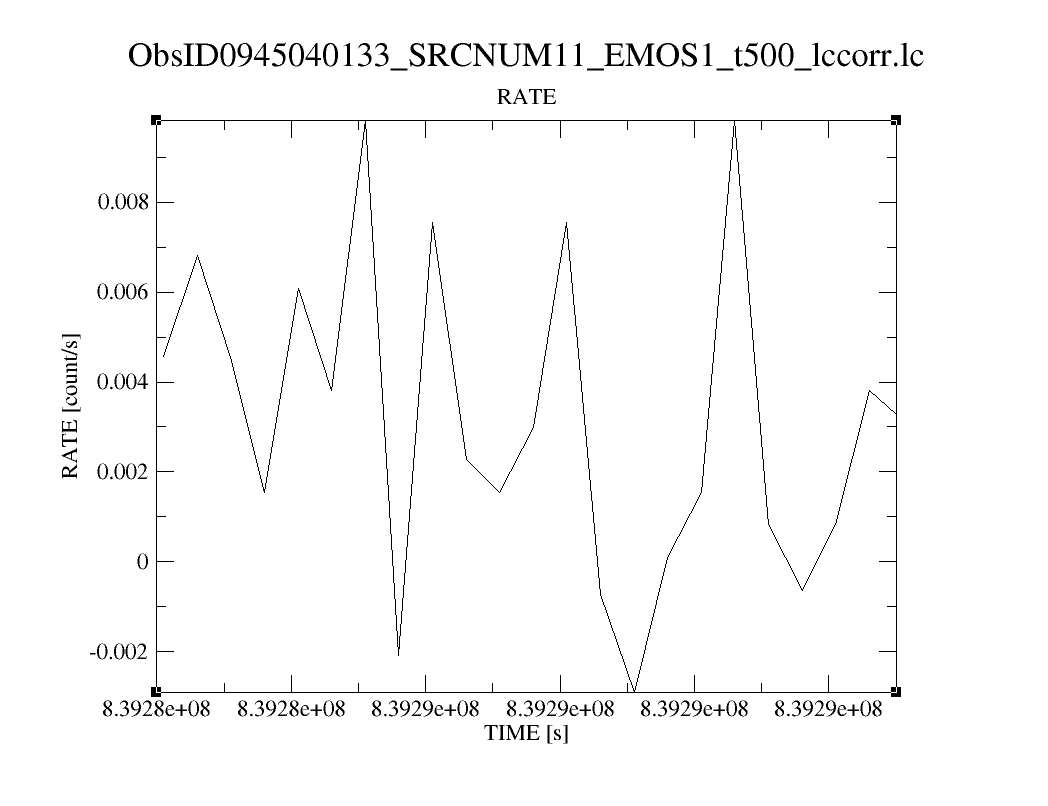 ObsID0945040133_SRCNUM11_EMOS1_t500_lccorr.lc
RATE
0.008
0.006
0.004
0.002
0
-0.002
RATE [count/s]
8.3928e+08 8.3928e+08 8.3929e+08 8.3929e+08 8.3929e+08 8.3929e+08
TIME [s]